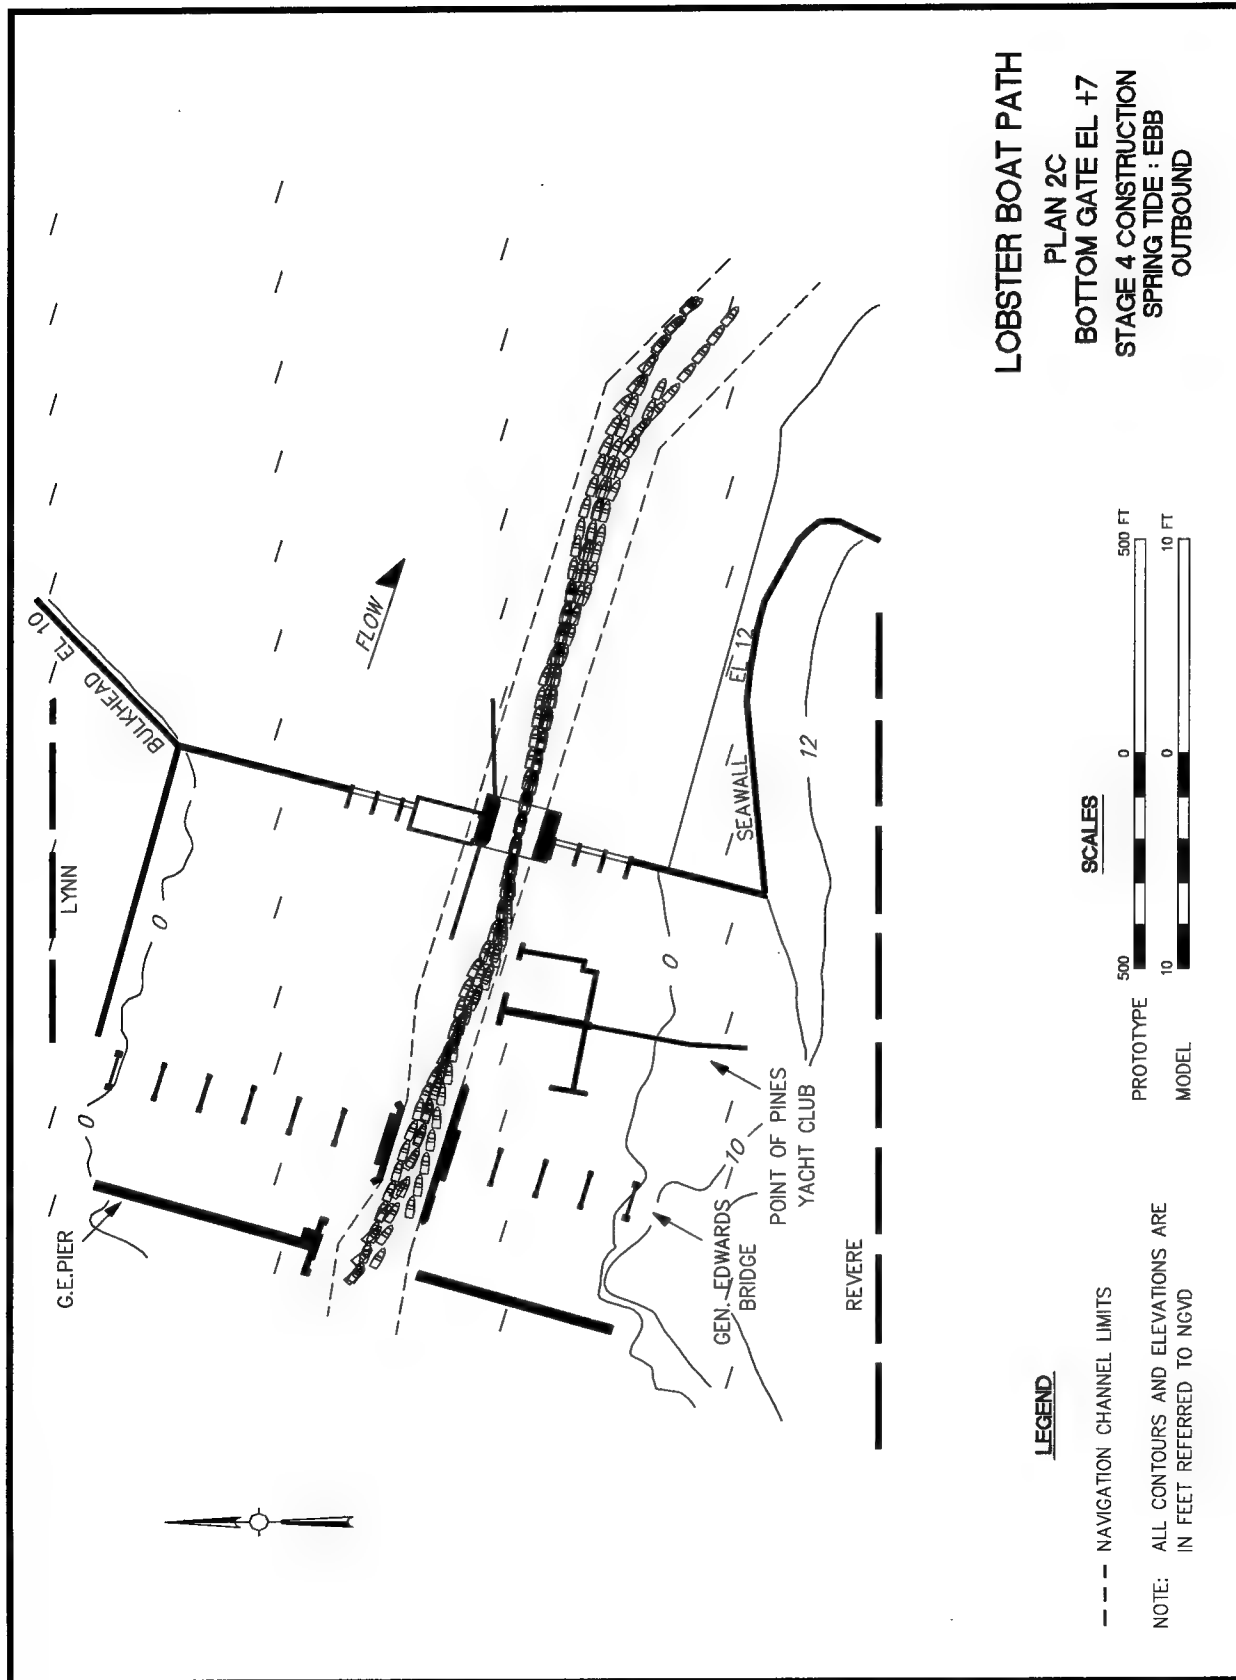 LOBSTER BOAT PATH
PLAN 2C
BOTTOM GATE EL +7
STAGE 4 CONSTRUCTION
SPRING TIDE : EBB
OUTBOUND
G.E.PIER
LYNN
BULKHEAD EL 10
0
0
FLOW
SEAWALL EL 12
12
0
10
POINT OF PINES
YACHT CLUB
GEN. EDWARDS
BRIDGE
REVERE
LEGEND
--- NAVIGATION CHANNEL LIMITS
NOTE: ALL CONTOURS AND ELEVATIONS ARE
IN FEET REFERRED TO NGVD
SCALES
PROTOTYPE 500 0 500 FT
MODEL 10 0 10 FT